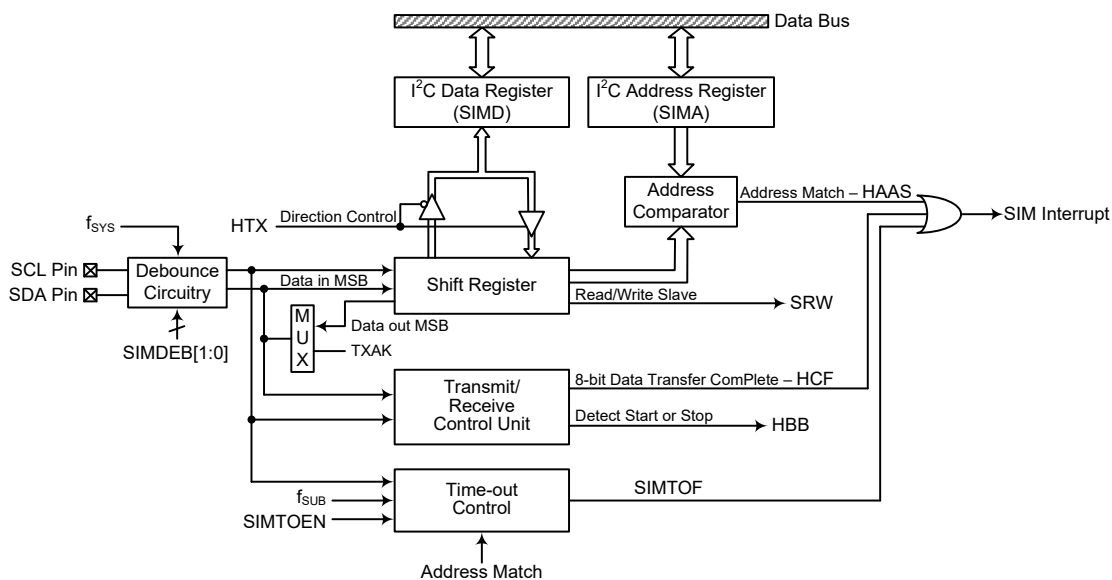 Data Bus
I²C Data Register
(SIMD)
I²C Address Register
(SIMA)
Address
Comparator
Address Match – HAAS
SIM Interrupt
HTX
Direction Control
fSYS
SCL Pin
SDA Pin
Debounce
Circuitry
SIMDEB[1:0]
Data in MSB
Shift Register
Read/Write Slave
SRW
M
U
X
Data out MSB
TXAK
Transmit/
Receive
Control Unit
8-bit Data Transfer ComPlete – HCF
Detect Start or Stop
HBB
fSUB
SIMTOEN
Time-out
Control
SIMTOF
Address Match